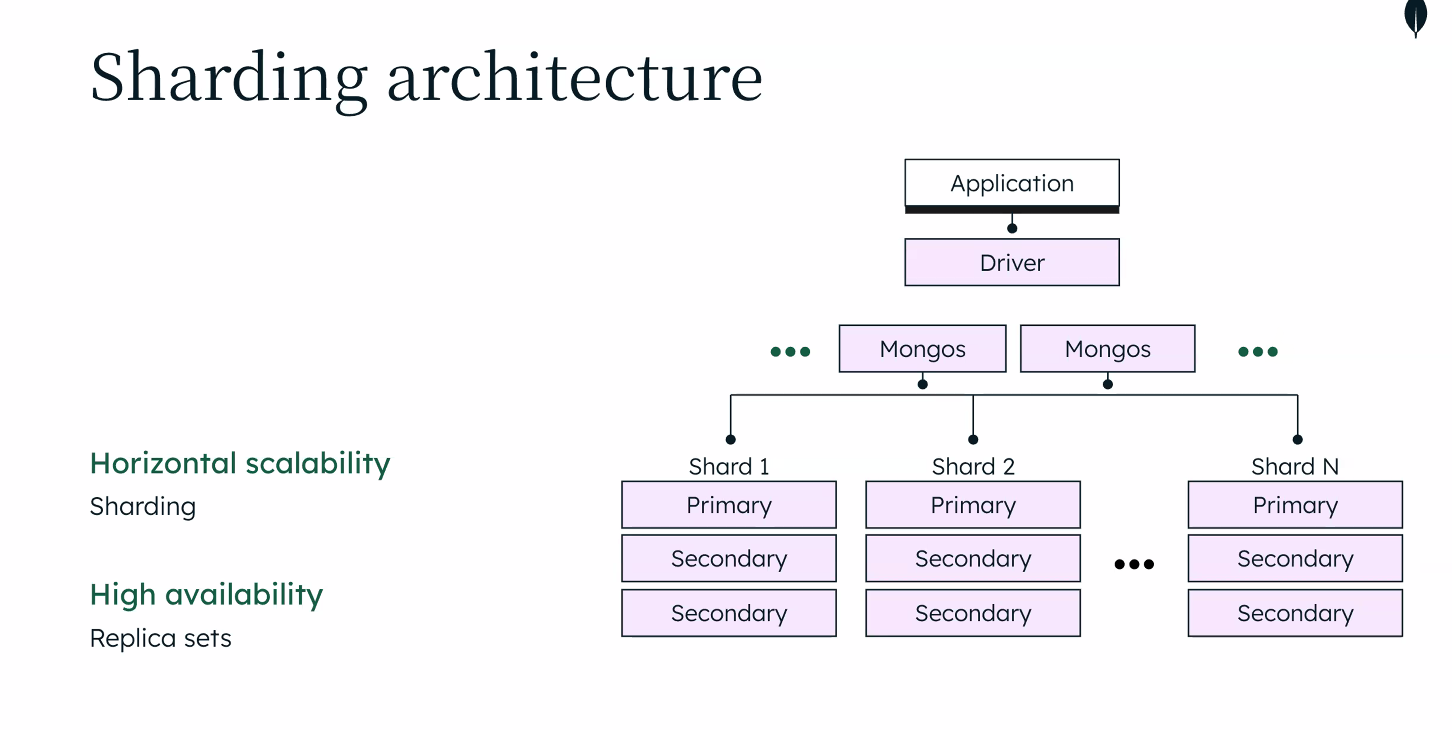 Sharding architecture
Application
Driver
Mongos Mongos
Horizontal scalability
Sharding
High availability
Replica sets
Shard 1 Shard 2 Shard N
Primary Primary Primary
Secondary Secondary Secondary
Secondary Secondary Secondary